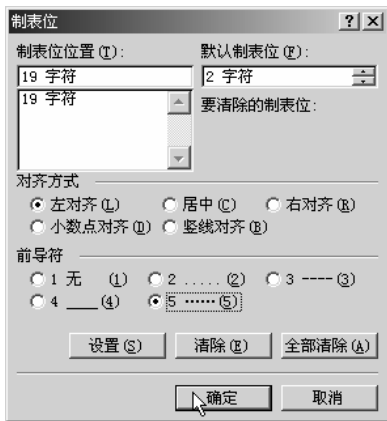 制表位
制表位位置(T): 默认制表位(F):
19 字符 2 字符
19 字符 要清除的制表位:
对齐方式
左对齐(L) 居中(C) 右对齐(R)
小数点对齐(D) 竖线对齐(B)
前导符
1 无 (1) 2 .....(2) 3 ----(3)
4 ___(4) 5 ······(5)
设置(S) 清除(E) 全部清除(A)
确定 取消